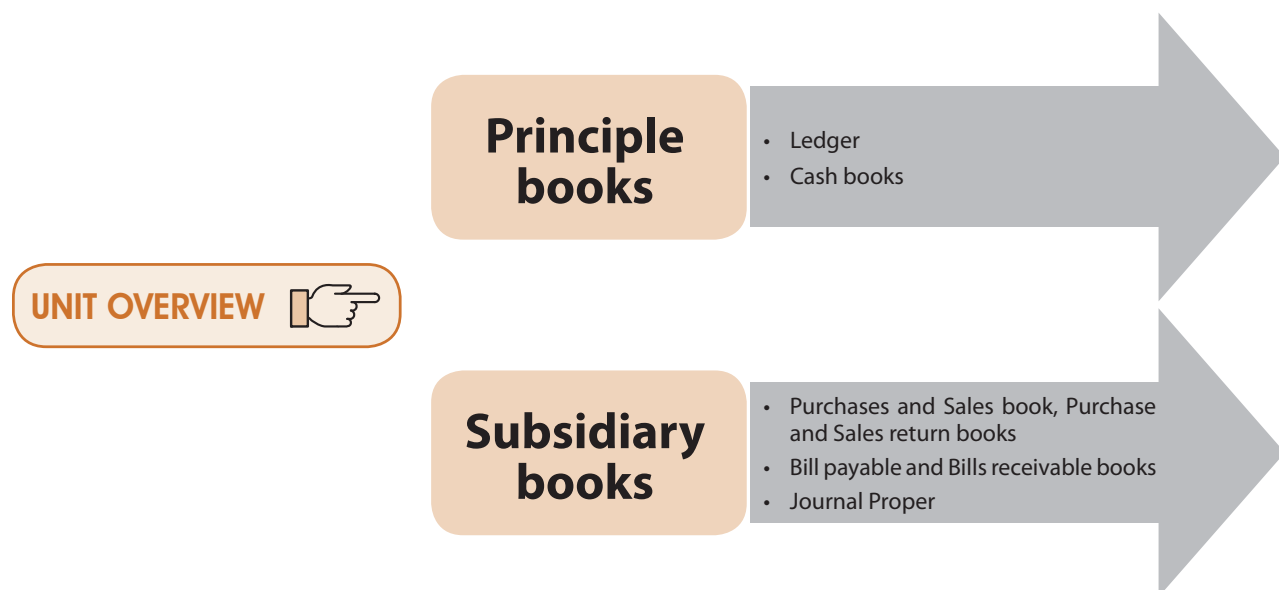 UNIT OVERVIEW
Principle
books
• Ledger
• Cash books
Subsidiary
books
• Purchases and Sales book, Purchase
and Sales return books
• Bill payable and Bills receivable books
• Journal Proper